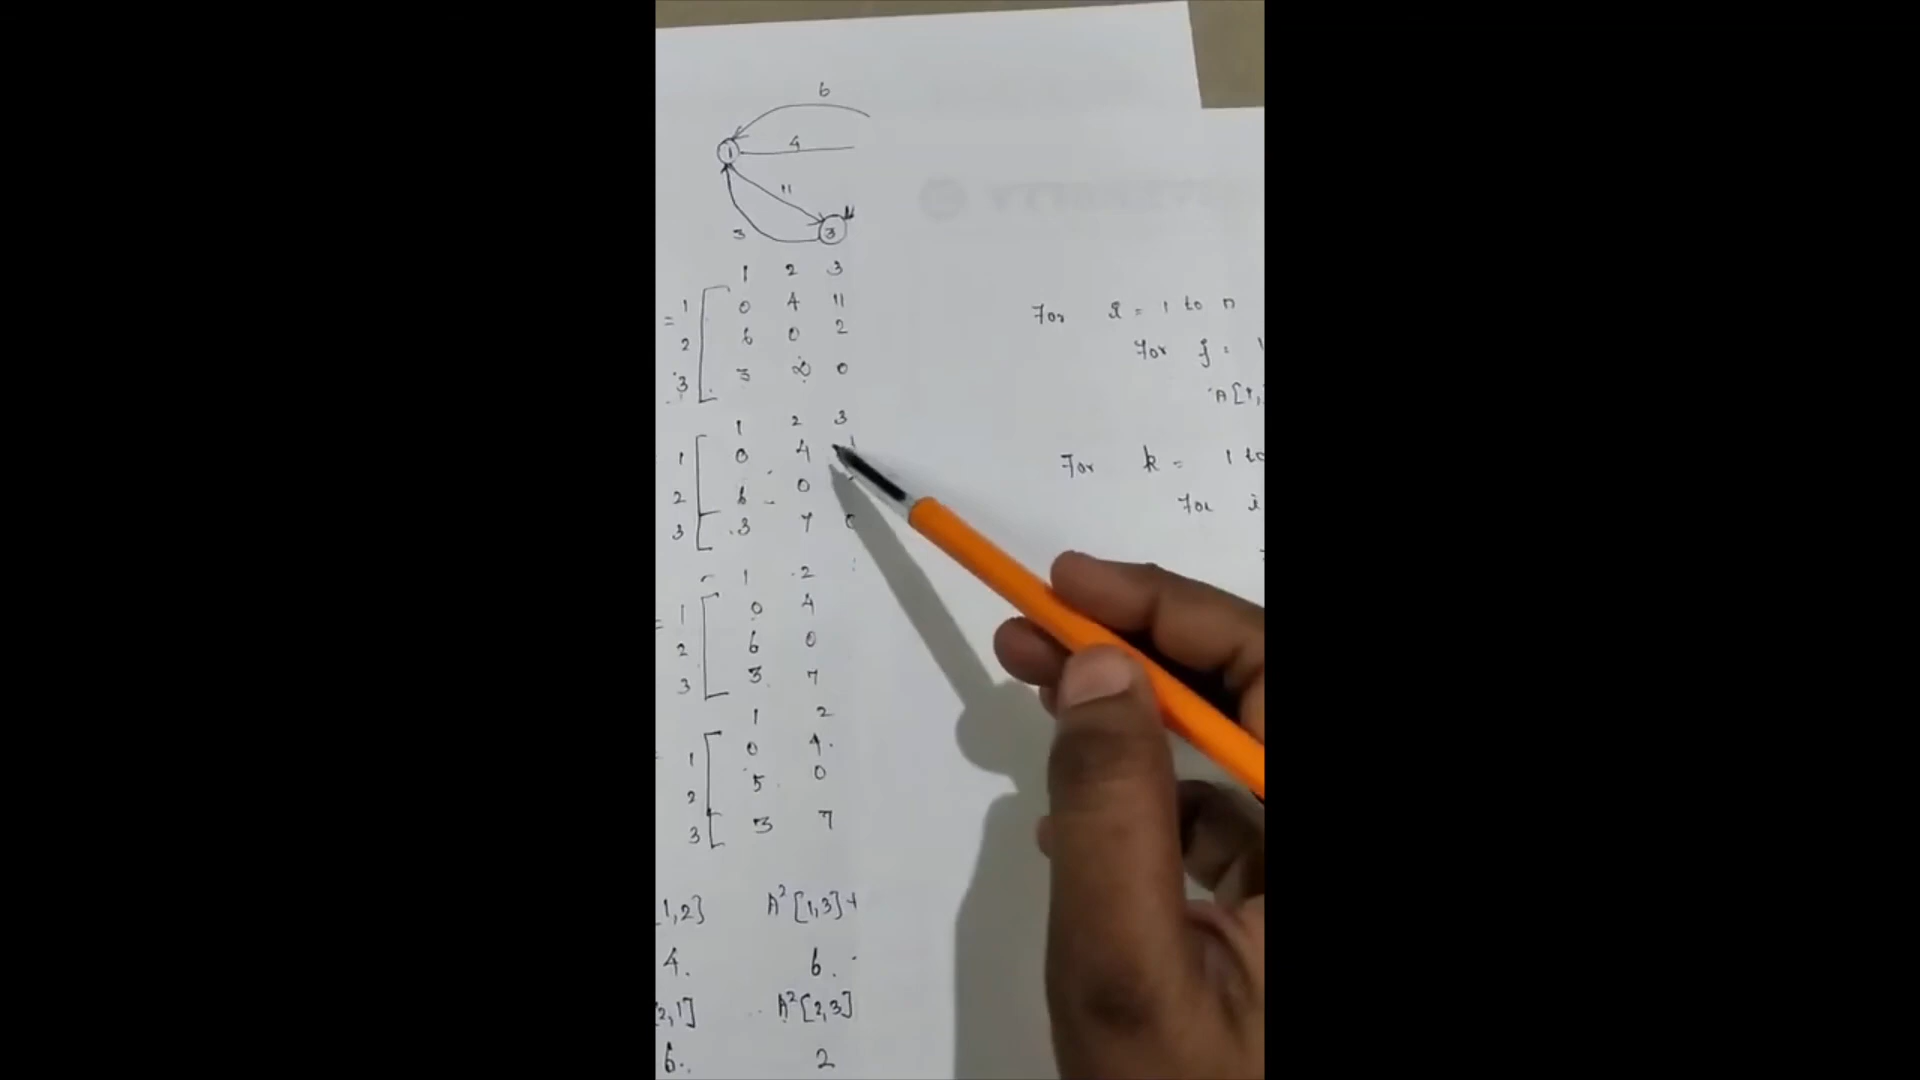 6
4
1
11
3
3
1 2 3
= 1 0 4 11
2 6 0 2
3 3 ∞ 0
1 2 3
1 0 4
2 6 0
3 3 7
1 2
= 1 0 4
2 6 0
3 3 7
1 2
1 0 4
2 5 0
3 3 7
1,2] A²[1,3]+
4. 6.
2,1] A²[2,3]
6. 2
For i = 1 to n
For j =
A[i,
For k = 1 to
For i